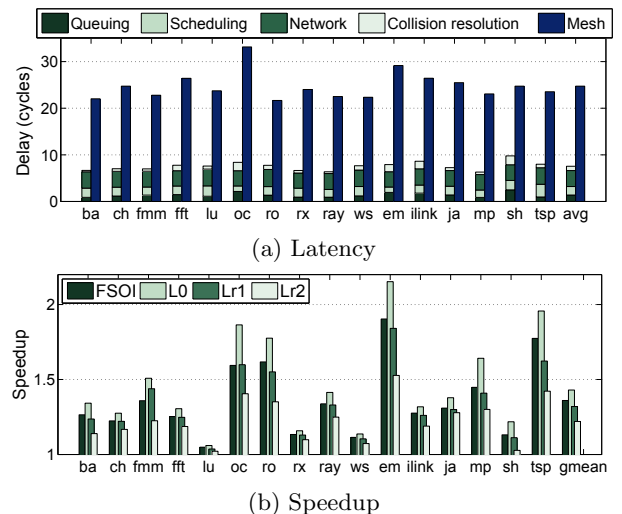 Queuing Scheduling Network Collision resolution Mesh
30
20
10
0
Delay (cycles)
ba ch fmm fft lu oc ro rx ray ws em ilink ja mp sh tsp avg
(a) Latency
FSOI L0 Lr1 Lr2
2
1.5
1
Speedup
ba ch fmm fft lu oc ro rx ray ws em ilink ja mp sh tsp gmean
(b) Speedup